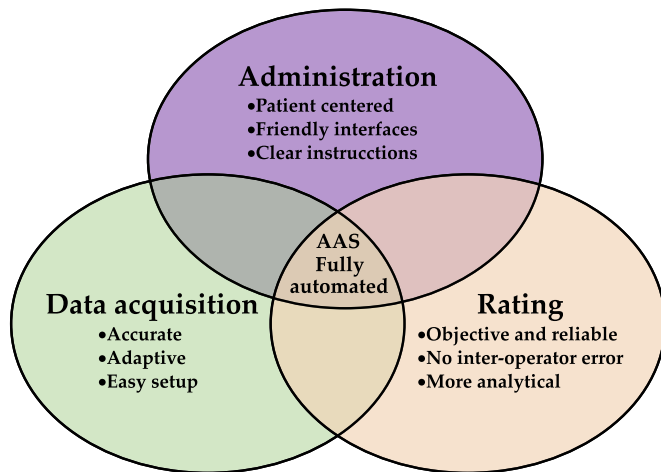 Administration
•Patient centered
•Friendly interfaces
•Clear instrucctions
AAS
Fully
automated
Data acquisition
•Accurate
•Adaptive
•Easy setup
Rating
•Objective and reliable
•No inter-operator error
•More analytical